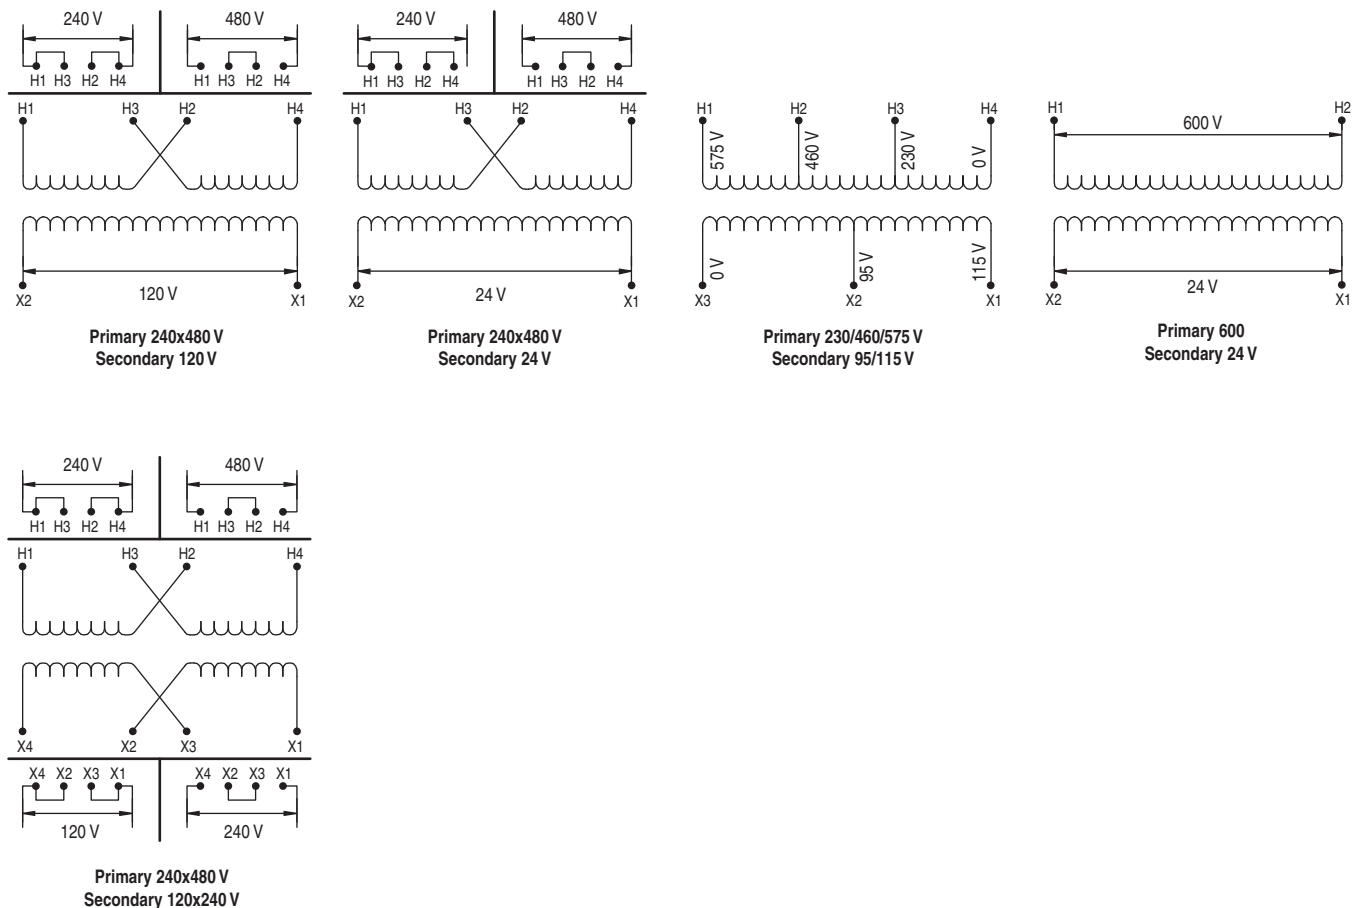 240 V 480 V
H1 H3 H2 H4 H1 H3 H2 H4
H1 H3 H2 H4
120 V
X2 X1
Primary 240x480 V
Secondary 120 V
240 V 480 V
H1 H3 H2 H4 H1 H3 H2 H4
H1 H3 H2 H4
24 V
X2 X1
Primary 240x480 V
Secondary 24 V
H1 H2 H3 H4
575 V 460 V 230 V 0 V
0 V 95 V 115 V
X3 X2 X1
Primary 230/460/575 V
Secondary 95/115 V
H1 H2
600 V
24 V
X2 X1
Primary 600
Secondary 24 V
240 V 480 V
H1 H3 H2 H4 H1 H3 H2 H4
H1 H3 H2 H4
X4 X2 X3 X1
X4 X2 X3 X1 X4 X2 X3 X1
120 V 240 V
Primary 240x480 V
Secondary 120x240 V